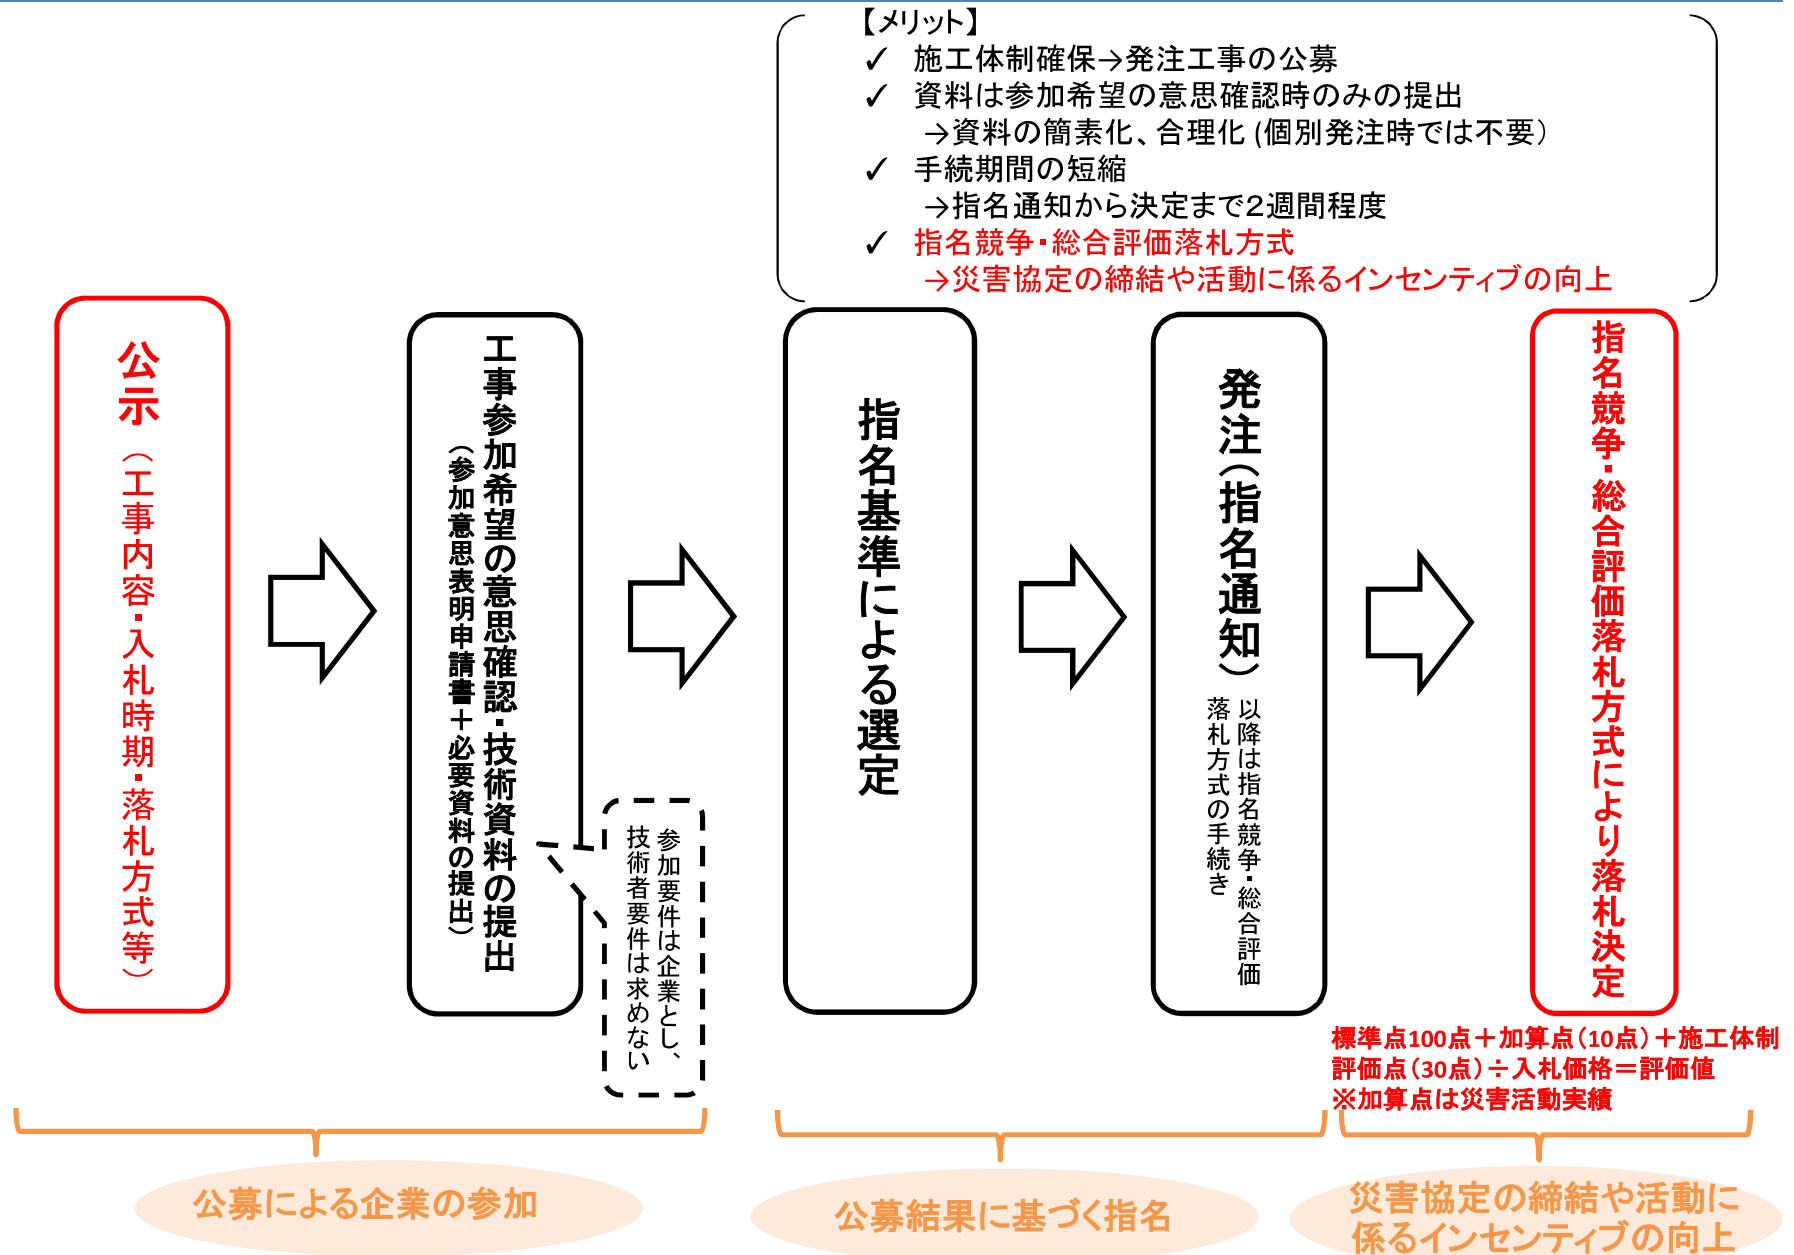 【メリット】
✓ 施工体制確保→発注工事の公募
✓ 資料は参加希望の意思確認時のみの提出
→資料の簡素化、合理化(個別発注時では不要)
✓ 手続期間の短縮
→指名通知から決定まで2週間程度
✓ 指名競争・総合評価落札方式
→災害協定の締結や活動に係るインセンティブの向上
公示（工事内容・入札時期・落札方式等）
工事参加希望の意思確認・技術資料の提出
（参加意思表明申請書＋必要資料の提出）
参加要件は企業とし、
技術者要件は求めない
指名基準による選定
発注（指名通知）
以降は指名競争・総合評価
落札方式の手続き
指名競争・総合評価落札方式により落札決定
標準点100点＋加算点（10点）＋施工体制
評価点（30点）÷入札価格＝評価値
※加算点は災害活動実績
公募による企業の参加
公募結果に基づく指名
災害協定の締結や活動に
係るインセンティブの向上